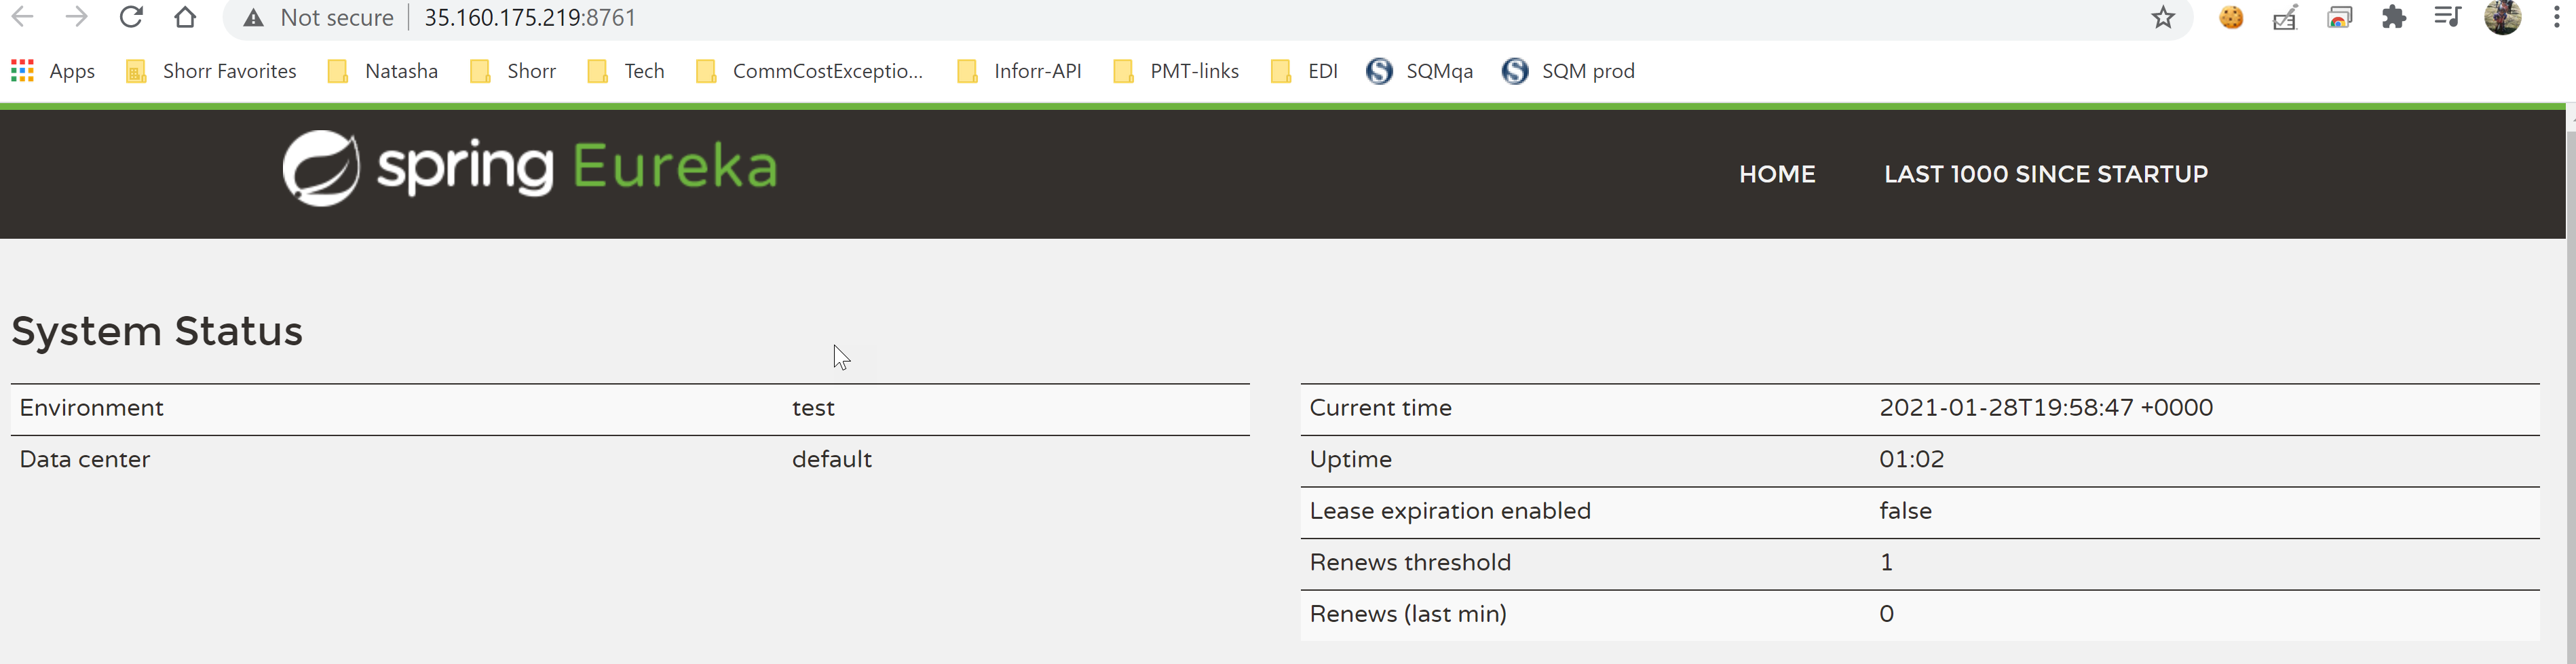 Not secure | 35.160.175.219:8761
Apps Shorr Favorites Natasha Shorr Tech CommCostExceptio... Inforr-API PMT-links EDI SQMqa SQM prod
spring Eureka HOME LAST 1000 SINCE STARTUP
System Status
Environment test
Data center default
Current time 2021-01-28T19:58:47 +0000
Uptime 01:02
Lease expiration enabled false
Renews threshold 1
Renews (last min) 0